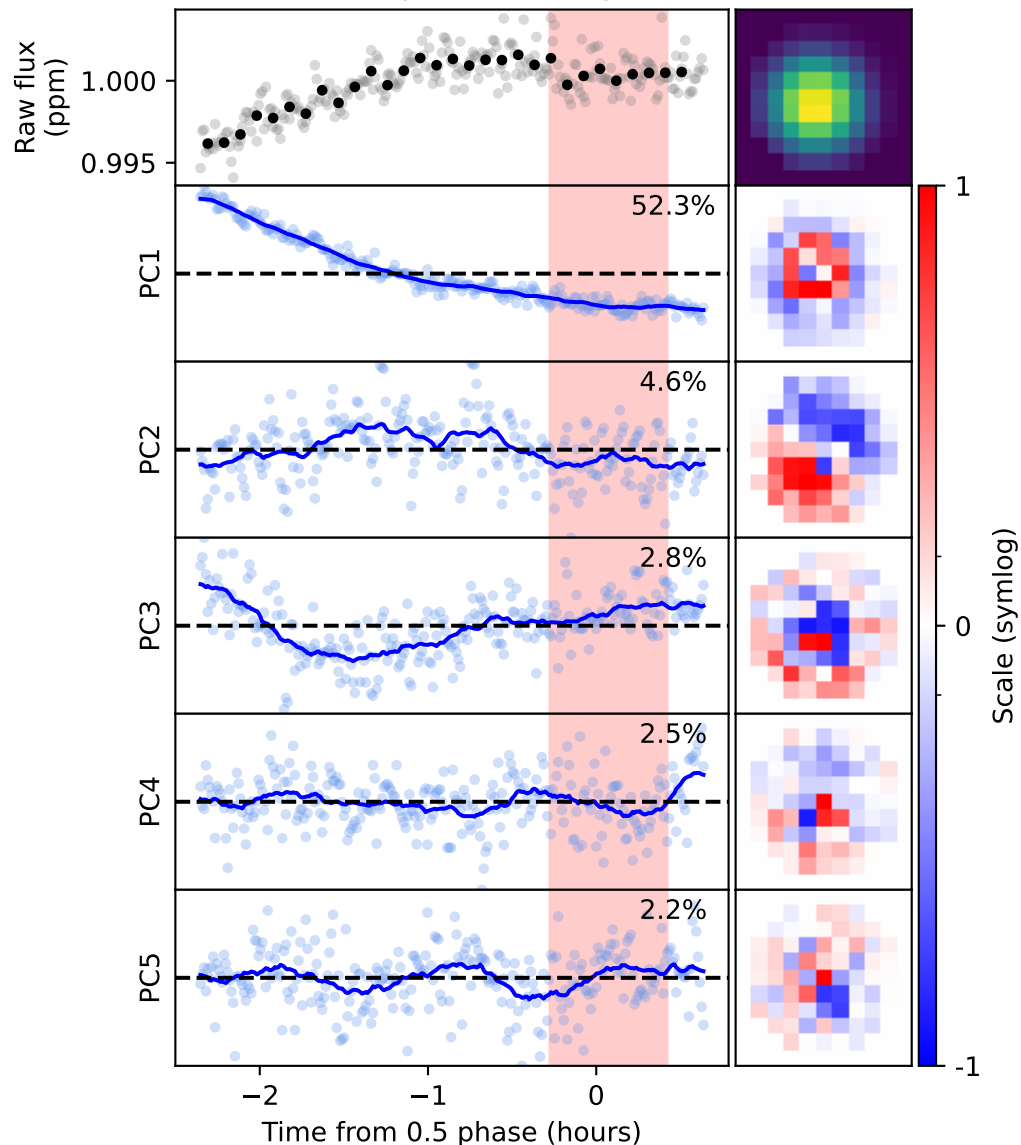 Raw flux
(ppm)
1.000
0.995
PC1
52.3%
PC2
4.6%
PC3
2.8%
PC4
2.5%
PC5
2.2%
−2
−1
0
Time from 0.5 phase (hours)
1
0
-1
Scale (symlog)